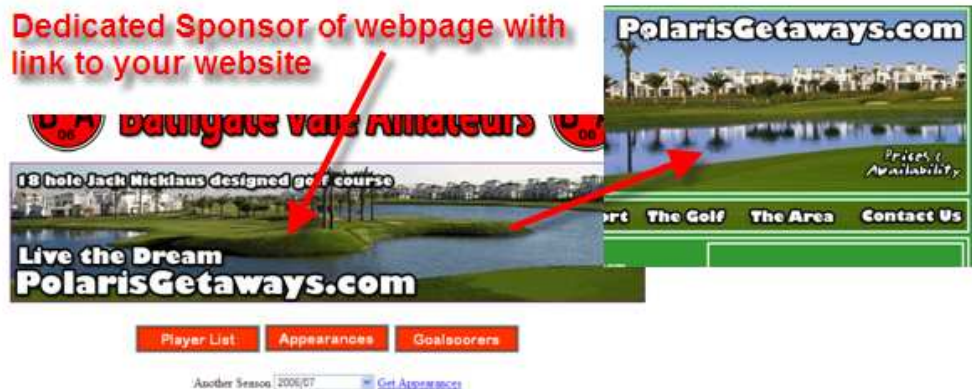 Dedicated Sponsor of webpage with
link to your website
PolarisGetaways.com
Prices &
Availability
ort The Golf The Area Contact Us
B A
06
Bathgate Vale Amateurs
B A
06
18 hole Jack Nicklaus designed golf course
Live the Dream
PolarisGetaways.com
Player List Appearances Goalscorers
Another Season 2006/07 Get Appearances